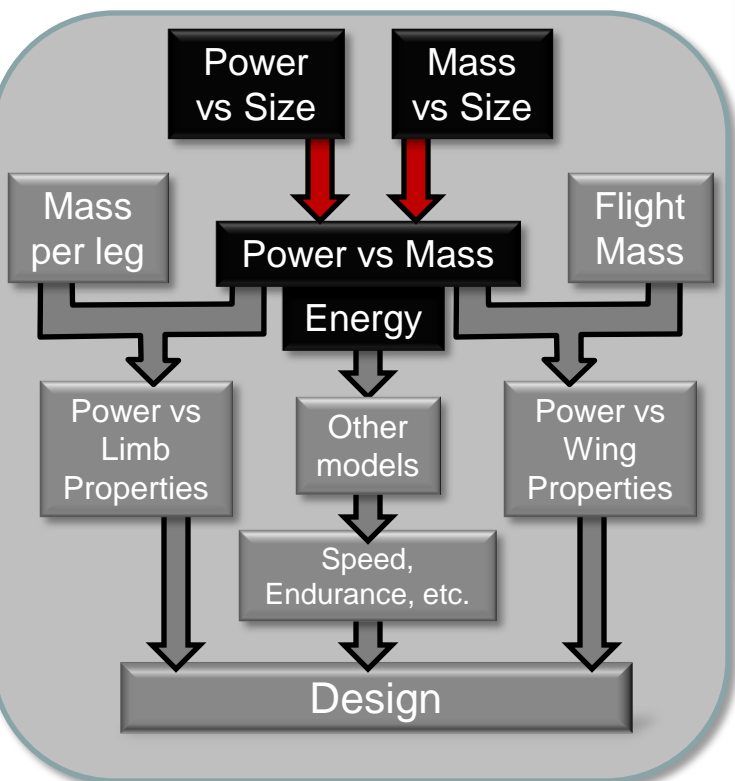 Power
vs Size
Mass
vs Size
Mass
per leg
Power vs Mass
Flight
Mass
Energy
Power vs
Limb
Properties
Other
models
Power vs
Wing
Properties
Speed,
Endurance, etc.
Design